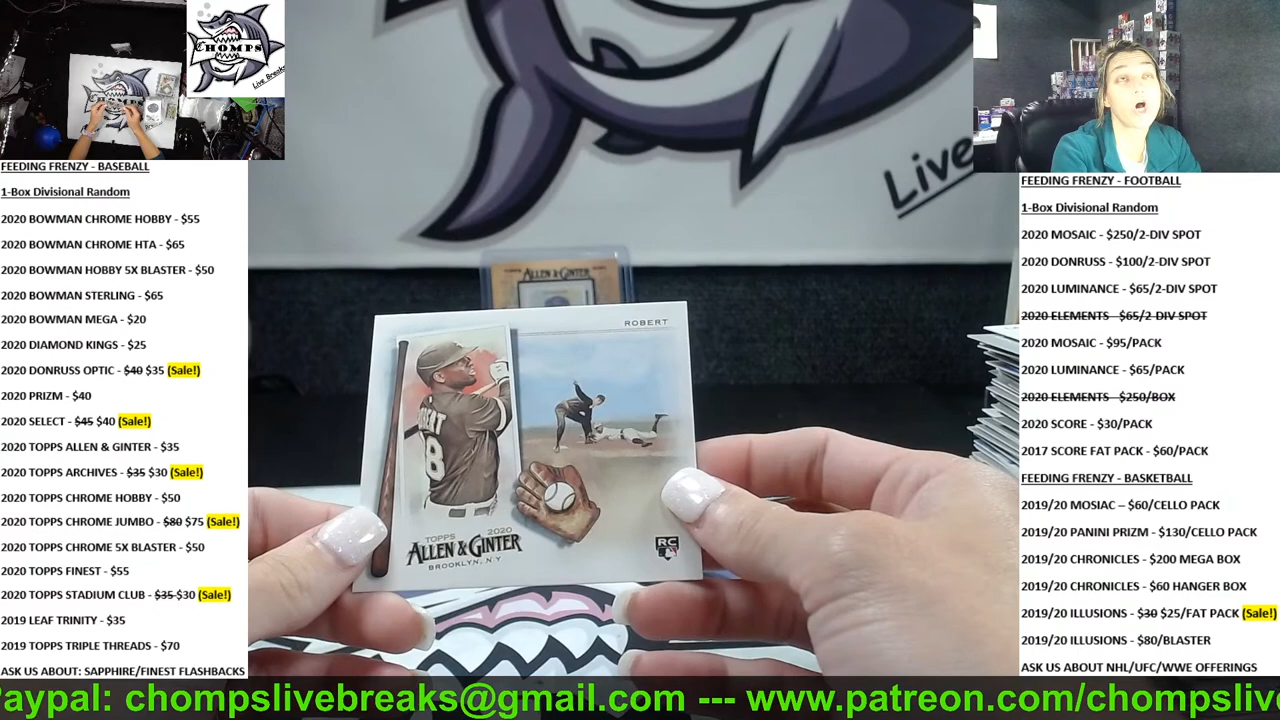 CHOMPS
Live Breaks
FEEDING FRENZY - BASEBALL
1-Box Divisional Random
2020 BOWMAN CHROME HOBBY - $55
2020 BOWMAN CHROME HTA - $65
2020 BOWMAN HOBBY 5X BLASTER - $50
2020 BOWMAN STERLING - $65
2020 BOWMAN MEGA - $20
2020 DIAMOND KINGS - $25
2020 DONRUSS OPTIC - $40 $35 (Sale!)
2020 PRIZM - $40
2020 SELECT - $45 $40 (Sale!)
2020 TOPPS ALLEN & GINTER - $35
2020 TOPPS ARCHIVES - $35 $30 (Sale!)
2020 TOPPS CHROME HOBBY - $50
2020 TOPPS CHROME JUMBO - $80 $75 (Sale!)
2020 TOPPS CHROME 5X BLASTER - $50
2020 TOPPS FINEST - $55
2020 TOPPS STADIUM CLUB - $35 $30 (Sale!)
2019 LEAF TRINITY - $35
2019 TOPPS TRIPLE THREADS - $70
ASK US ABOUT: SAPPHIRE/FINEST FLASHBACKS
Live
ALLEN & GINTER
ROBERT
8
TOPPS 2020
ALLEN & GINTER
BROOKLYN, N.Y
RC
FEEDING FRENZY - FOOTBALL
1-Box Divisional Random
2020 MOSAIC - $250/2-DIV SPOT
2020 DONRUSS - $100/2-DIV SPOT
2020 LUMINANCE - $65/2-DIV SPOT
2020 ELEMENTS - $65/2-DIV SPOT
2020 MOSAIC - $95/PACK
2020 LUMINANCE - $65/PACK
2020 ELEMENTS - $250/BOX
2020 SCORE - $30/PACK
2017 SCORE FAT PACK - $60/PACK
FEEDING FRENZY - BASKETBALL
2019/20 MOSIAC – $60/CELLO PACK
2019/20 PANINI PRIZM - $130/CELLO PACK
2019/20 CHRONICLES - $200 MEGA BOX
2019/20 CHRONICLES - $60 HANGER BOX
2019/20 ILLUSIONS - $30 $25/FAT PACK (Sale!)
2019/20 ILLUSIONS - $80/BLASTER
ASK US ABOUT NHL/UFC/WWE OFFERINGS
Paypal: chompslivebreaks@gmail.com --- www.patreon.com/chompslive